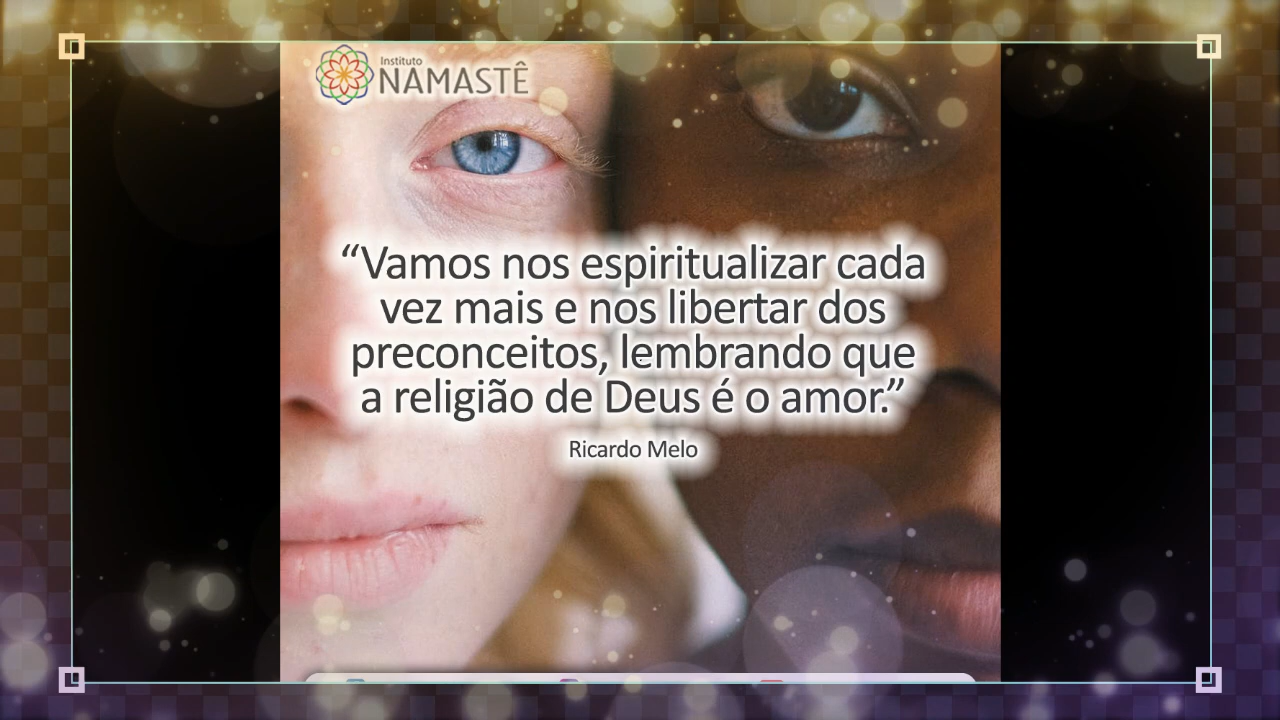 Instituto
NAMASTÊ
“Vamos nos espiritualizar cada
vez mais e nos libertar dos
preconceitos, lembrando que
a religião de Deus é o amor.”
Ricardo Melo